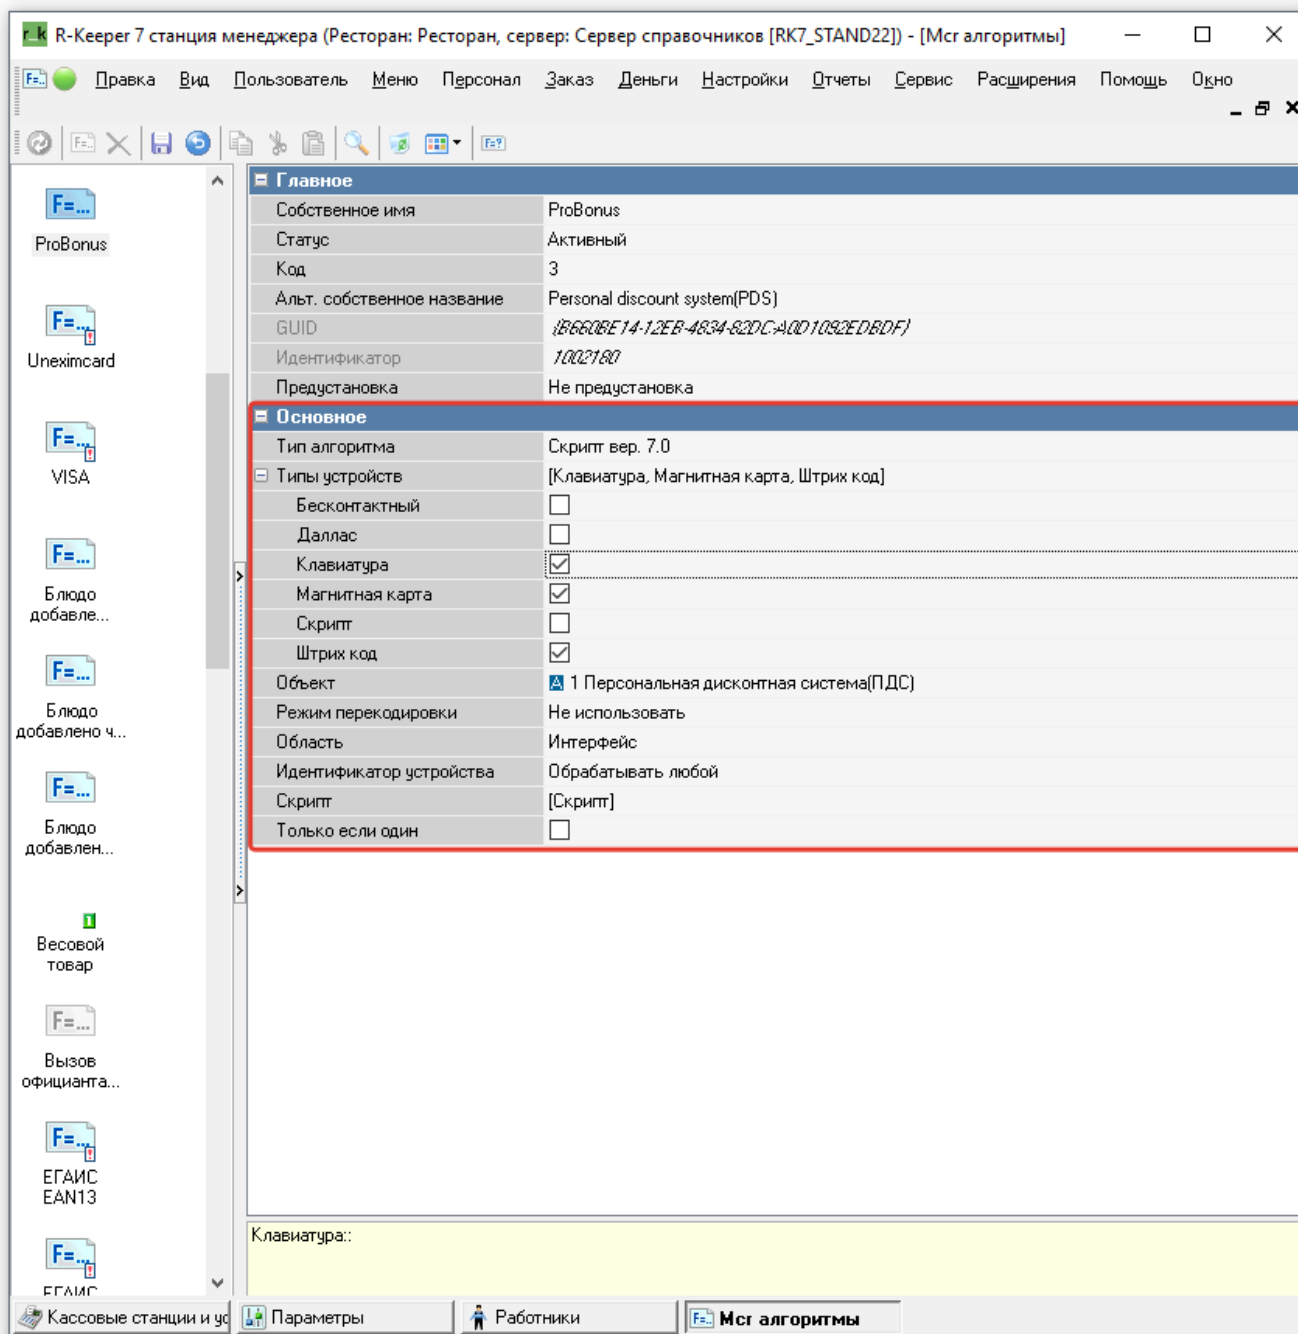 r_k R-Keeper 7 станция менеджера (Ресторан: Ресторан, сервер: Сервер справочников [RK7_STAND22]) - [Mcr алгоритмы]
Правка Вид Пользователь Меню Персонал Заказ Деньги Настройки Отчеты Сервис Расширения Помощь Окно
ProBonus
Uneximcard
VISA
Блюдо
добавле...
Блюдо
добавлено ч...
Блюдо
добавлен...
Весовой
товар
Вызов
официанта...
ЕГАИС
EAN13
ЕГАИС
Главное
Собственное имя ProBonus
Статус Активный
Код 3
Альт. собственное название Personal discount system(PDS)
GUID {B660BE14-12EB-4834-82DC-A0D1092EDBDF}
Идентификатор 1002180
Предустановка Не предустановка
Основное
Тип алгоритма Скрипт вер. 7.0
Типы устройств [Клавиатура, Магнитная карта, Штрих код]
Бесконтактный
Даллас
Клавиатура
Магнитная карта
Скрипт
Штрих код
Объект 1 Персональная дисконтная система(ПДС)
Режим перекодировки Не использовать
Область Интерфейс
Идентификатор устройства Обрабатывать любой
Скрипт [Скрипт]
Только если один
Клавиатура::
Кассовые станции и ус Параметры Работники Mcr алгоритмы